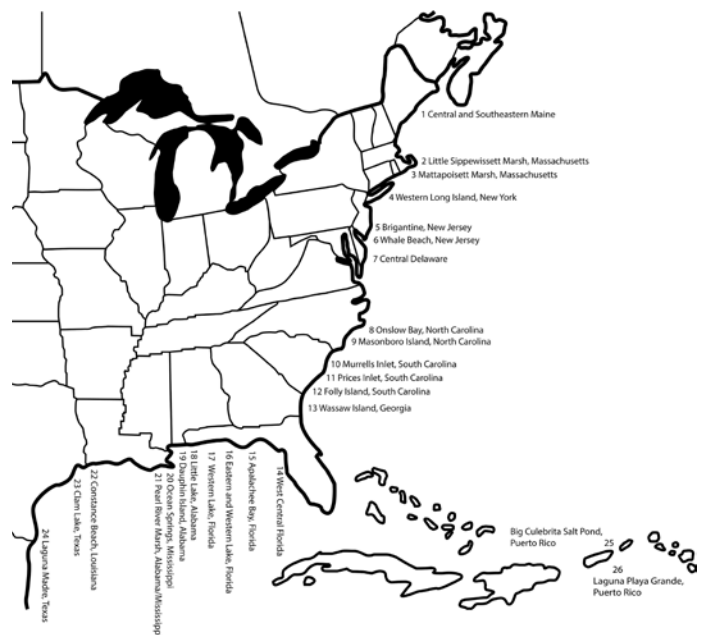 1 Central and Southeastern Maine
2 Little Sippewissett Marsh, Massachusetts
3 Mattapoisett Marsh, Massachusetts
4 Western Long Island, New York
5 Brigantine, New Jersey
6 Whale Beach, New Jersey
7 Central Delaware
8 Onslow Bay, North Carolina
9 Masonboro Island, North Carolina
10 Murrells Inlet, South Carolina
11 Prices Inlet, South Carolina
12 Folly Island, South Carolina
13 Wassaw Island, Georgia
14 West Central Florida
15 Apalachee Bay, Florida
16 Eastern and Western Lake, Florida
17 Western Lake, Florida
18 Little Lake, Alabama
19 Dauphin Island, Alabama
20 Ocean Springs, Mississippi
21 Pearl River Marsh, Alabama/Mississipp
22 Constance Beach, Louisiana
23 Clam Lake, Texas
24 Laguna Madre, Texas
Big Culebrita Salt Pond,
Puerto Rico
25
26
Laguna Playa Grande,
Puerto Rico